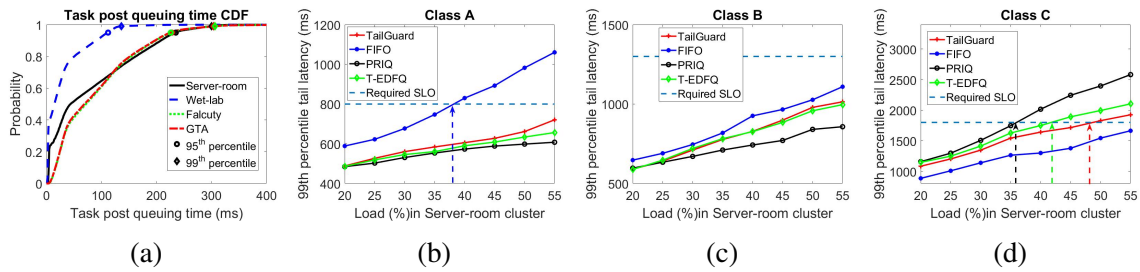 Task post queuing time CDF
Probability
1
0.8
0.6
0.4
0.2
0
0
100
200
300
400
Task post queuing time (ms)
Server-room
Wet-lab
Falcuty
GTA
95th percentile
99th percentile
(a)
Class A
99th percentile tail latency (ms)
1200
1000
800
600
400
20
25
30
35
40
45
50
55
Load (%)in Server-room cluster
TailGuard
FIFO
PRIQ
T-EDFQ
Required SLO
(b)
Class B
99th percentile tail latency (ms)
1500
1000
500
20
25
30
35
40
45
50
55
Load (%)in Server-room cluster
TailGuard
FIFO
PRIQ
T-EDFQ
Rquired SLO
(c)
Class C
99th percentile tail latency (ms)
3000
2500
2000
1500
1000
20
25
30
35
40
45
50
55
Load (%)in Server-room cluster
TailGuard
FIFO
PRIQ
T-EDFQ
Required SLO
(d)